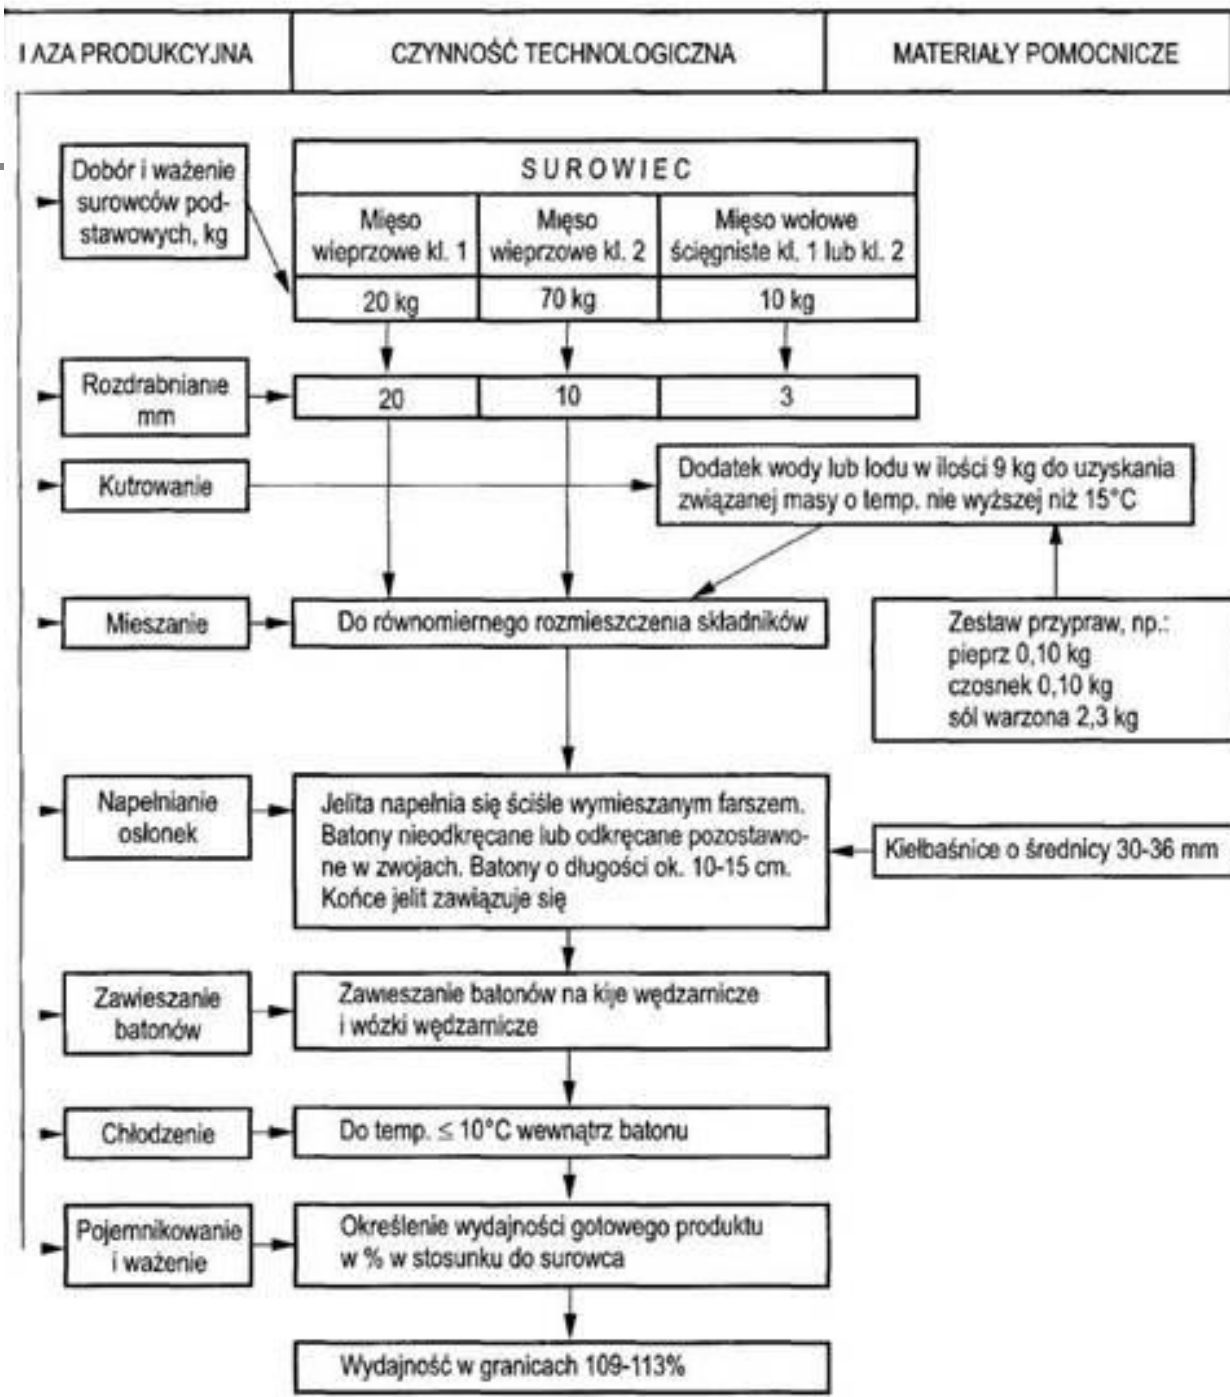 FAZA PRODUKCYJNA
CZYNNOŚĆ TECHNOLOGICZNA
MATERIAŁY POMOCNICZE
Dobór i ważenie
surowców pod-
stawowych, kg
SUROWIEC
Mięso
wieprzowe kl. 1
Mięso
wieprzowe kl. 2
Mięso wołowe
ścięgniste kl. 1 lub kl. 2
20 kg
70 kg
10 kg
Rozdrabnianie
mm
20
10
3
Kutrowanie
Dodatek wody lub lodu w ilości 9 kg do uzyskania
związanej masy o temp. nie wyższej niż 15°C
Mieszanie
Do równomiernego rozmieszczenia składników
Zestaw przypraw, np.:
pieprz 0,10 kg
czosnek 0,10 kg
sól warzona 2,3 kg
Napełnianie
osłonek
Jelita napełnia się ściśle wymieszanym farszem.
Batony nieodkręcane lub odkręcane pozostawio-
ne w zwojach. Batony o długości ok. 10-15 cm.
Końce jelit zawiązuje się
Kiełbaśnice o średnicy 30-36 mm
Zawieszanie
batonów
Zawieszanie batonów na kije wędzarnicze
i wózki wędzarnicze
Chłodzenie
Do temp. ≤ 10°C wewnątrz batonu
Pojemnikowanie
i ważenie
Określenie wydajności gotowego produktu
w % w stosunku do surowca
Wydajność w granicach 109-113%